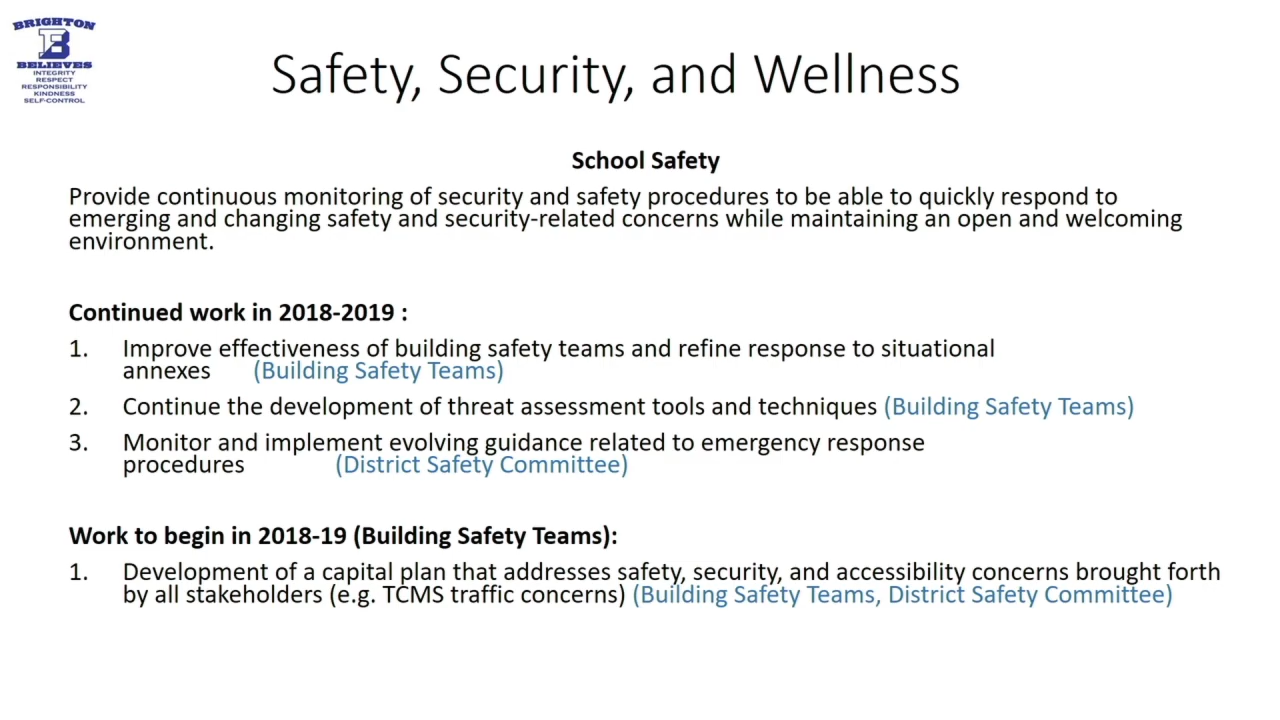 BRIGHTON
B
BELIEVES
INTEGRITY
RESPECT
RESPONSIBILITY
KINDNESS
SELF-CONTROL
Safety, Security, and Wellness
School Safety
Provide continuous monitoring of security and safety procedures to be able to quickly respond to
emerging and changing safety and security-related concerns while maintaining an open and welcoming
environment.
Continued work in 2018-2019 :
1. Improve effectiveness of building safety teams and refine response to situational
annexes (Building Safety Teams)
2. Continue the development of threat assessment tools and techniques (Building Safety Teams)
3. Monitor and implement evolving guidance related to emergency response
procedures (District Safety Committee)
Work to begin in 2018-19 (Building Safety Teams):
1. Development of a capital plan that addresses safety, security, and accessibility concerns brought forth
by all stakeholders (e.g. TCMS traffic concerns) (Building Safety Teams, District Safety Committee)